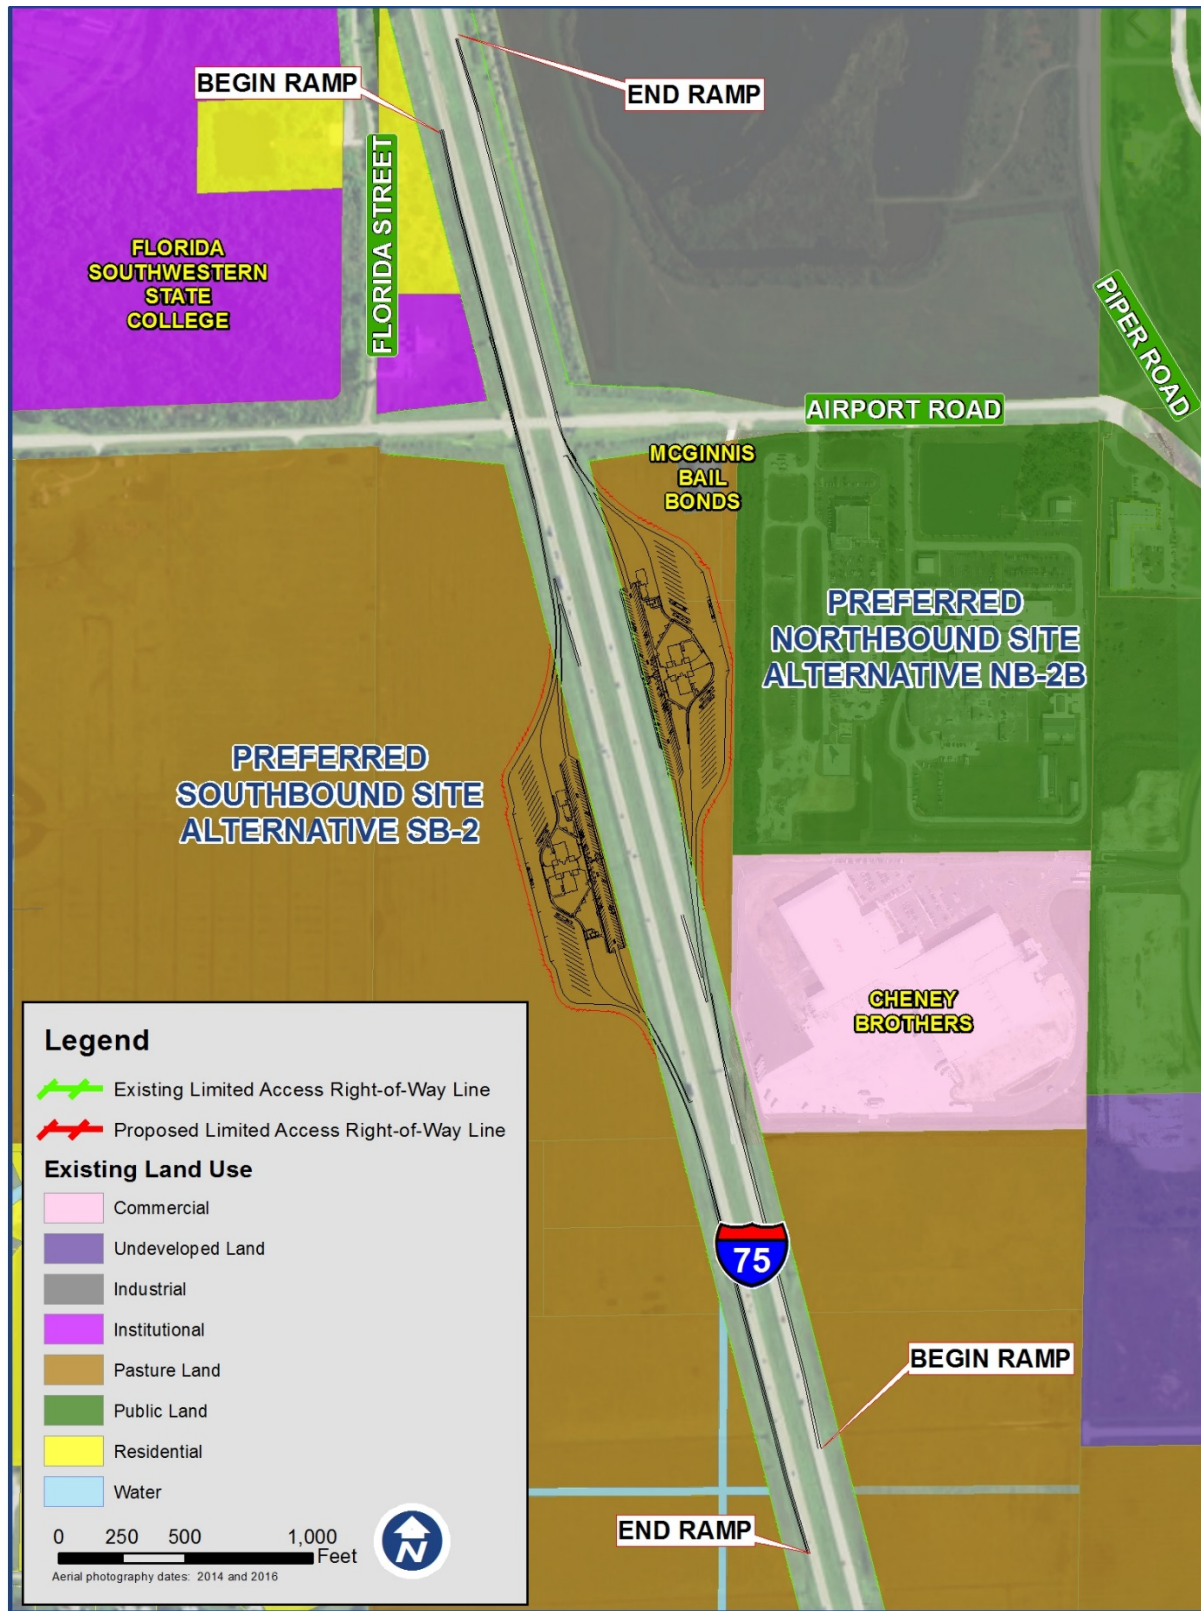 BEGIN RAMP
END RAMP
FLORIDA STREET
FLORIDA
SOUTHWESTERN
STATE
COLLEGE
PIPER ROAD
AIRPORT ROAD
MCGINNIS
BAIL
BONDS
PREFERRED
NORTHBOUND SITE
ALTERNATIVE NB-2B
PREFERRED
SOUTHBOUND SITE
ALTERNATIVE SB-2
CHENEY
BROTHERS
75
BEGIN RAMP
END RAMP
Legend
Existing Limited Access Right-of-Way Line
Proposed Limited Access Right-of-Way Line
Existing Land Use
Commercial
Undeveloped Land
Industrial
Institutional
Pasture Land
Public Land
Residential
Water
0 250 500 1,000
Feet
Aerial photography dates: 2014 and 2016
N